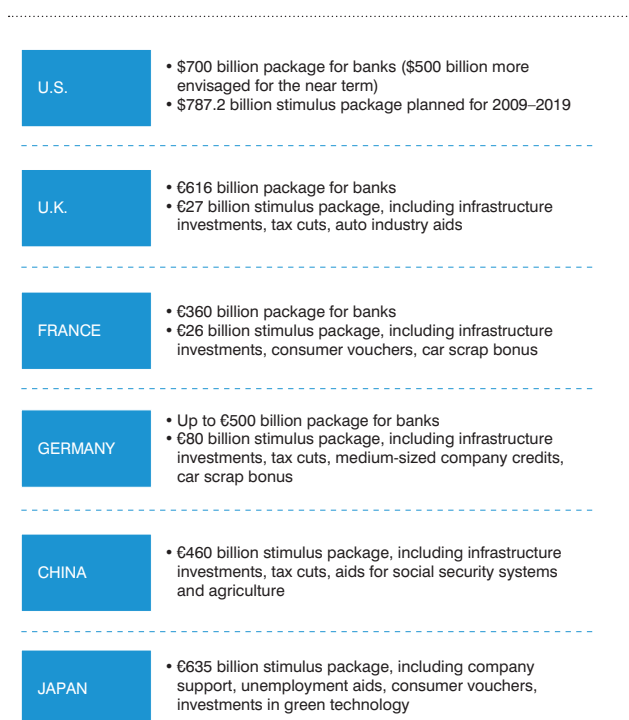 U.S.
• $700 billion package for banks ($500 billion more
envisaged for the near term)
• $787.2 billion stimulus package planned for 2009–2019
U.K.
• €616 billion package for banks
• €27 billion stimulus package, including infrastructure
investments, tax cuts, auto industry aids
FRANCE
• €360 billion package for banks
• €26 billion stimulus package, including infrastructure
investments, consumer vouchers, car scrap bonus
GERMANY
• Up to €500 billion package for banks
• €80 billion stimulus package, including infrastructure
investments, tax cuts, medium-sized company credits,
car scrap bonus
CHINA
• €460 billion stimulus package, including infrastructure
investments, tax cuts, aids for social security systems
and agriculture
JAPAN
• €635 billion stimulus package, including company
support, unemployment aids, consumer vouchers,
investments in green technology